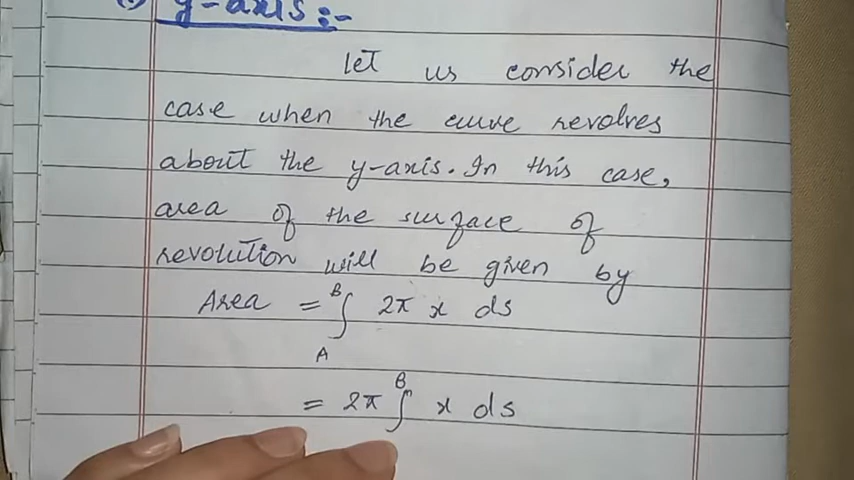 y-axis :-
Let us consider the
case when the curve revolves
about the y-axis. In this case,
area of the surface of
revolution will be given by
Area = ∫_A^B 2π x ds
= 2π ∫^B x ds